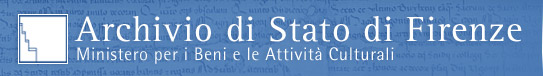 Archivio di Stato di Firenze
Ministero per i Beni e le Attività Culturali